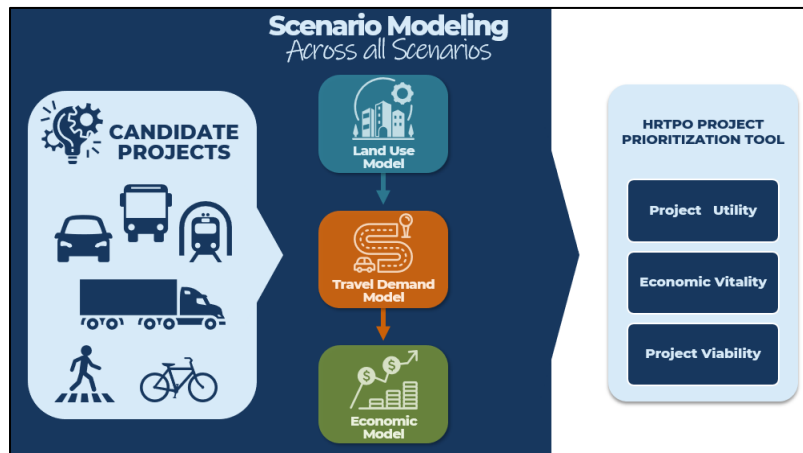 Scenario Modeling
Across all Scenarios
CANDIDATE
PROJECTS
Land Use
Model
Travel Demand
Model
$ $
Economic
Model
HRTPO PROJECT
PRIORITIZATION TOOL
Project Utility
Economic Vitality
Project Viability